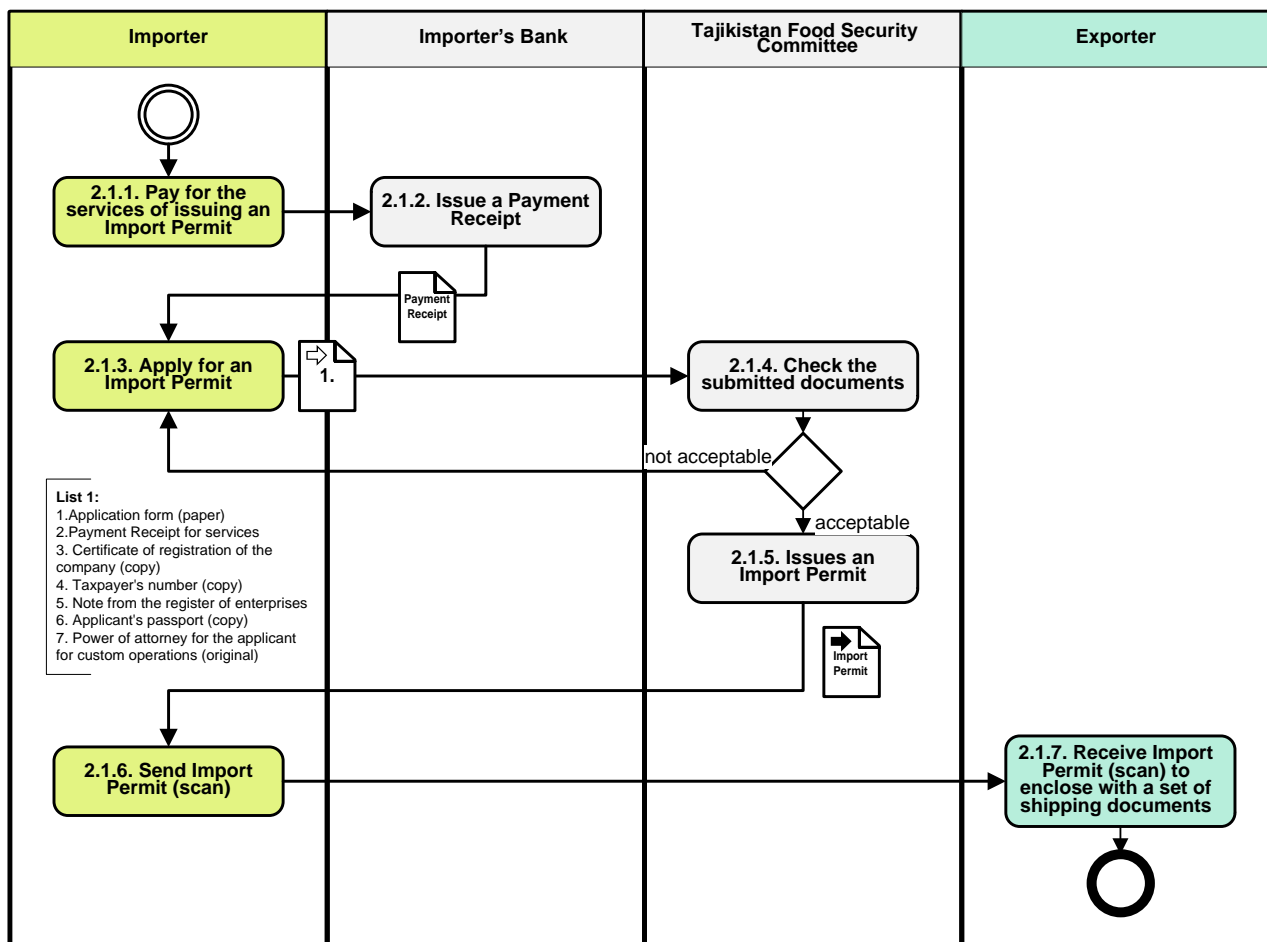 Importer
Importer's Bank
Tajikistan Food Security
Committee
Exporter
2.1.1. Pay for the
services of issuing an
Import Permit
2.1.2. Issue a Payment
Receipt
Payment
Receipt
2.1.3. Apply for an
Import Permit
1.
2.1.4. Check the
submitted documents
not acceptable
acceptable
List 1:
1.Application form (paper)
2.Payment Receipt for services
3. Certificate of registration of the
company (copy)
4. Taxpayer's number (copy)
5. Note from the register of enterprises
6. Applicant's passport (copy)
7. Power of attorney for the applicant
for custom operations (original)
2.1.5. Issues an
Import Permit
Import
Permit
2.1.6. Send Import
Permit (scan)
2.1.7. Receive Import
Permit (scan) to
enclose with a set of
shipping documents